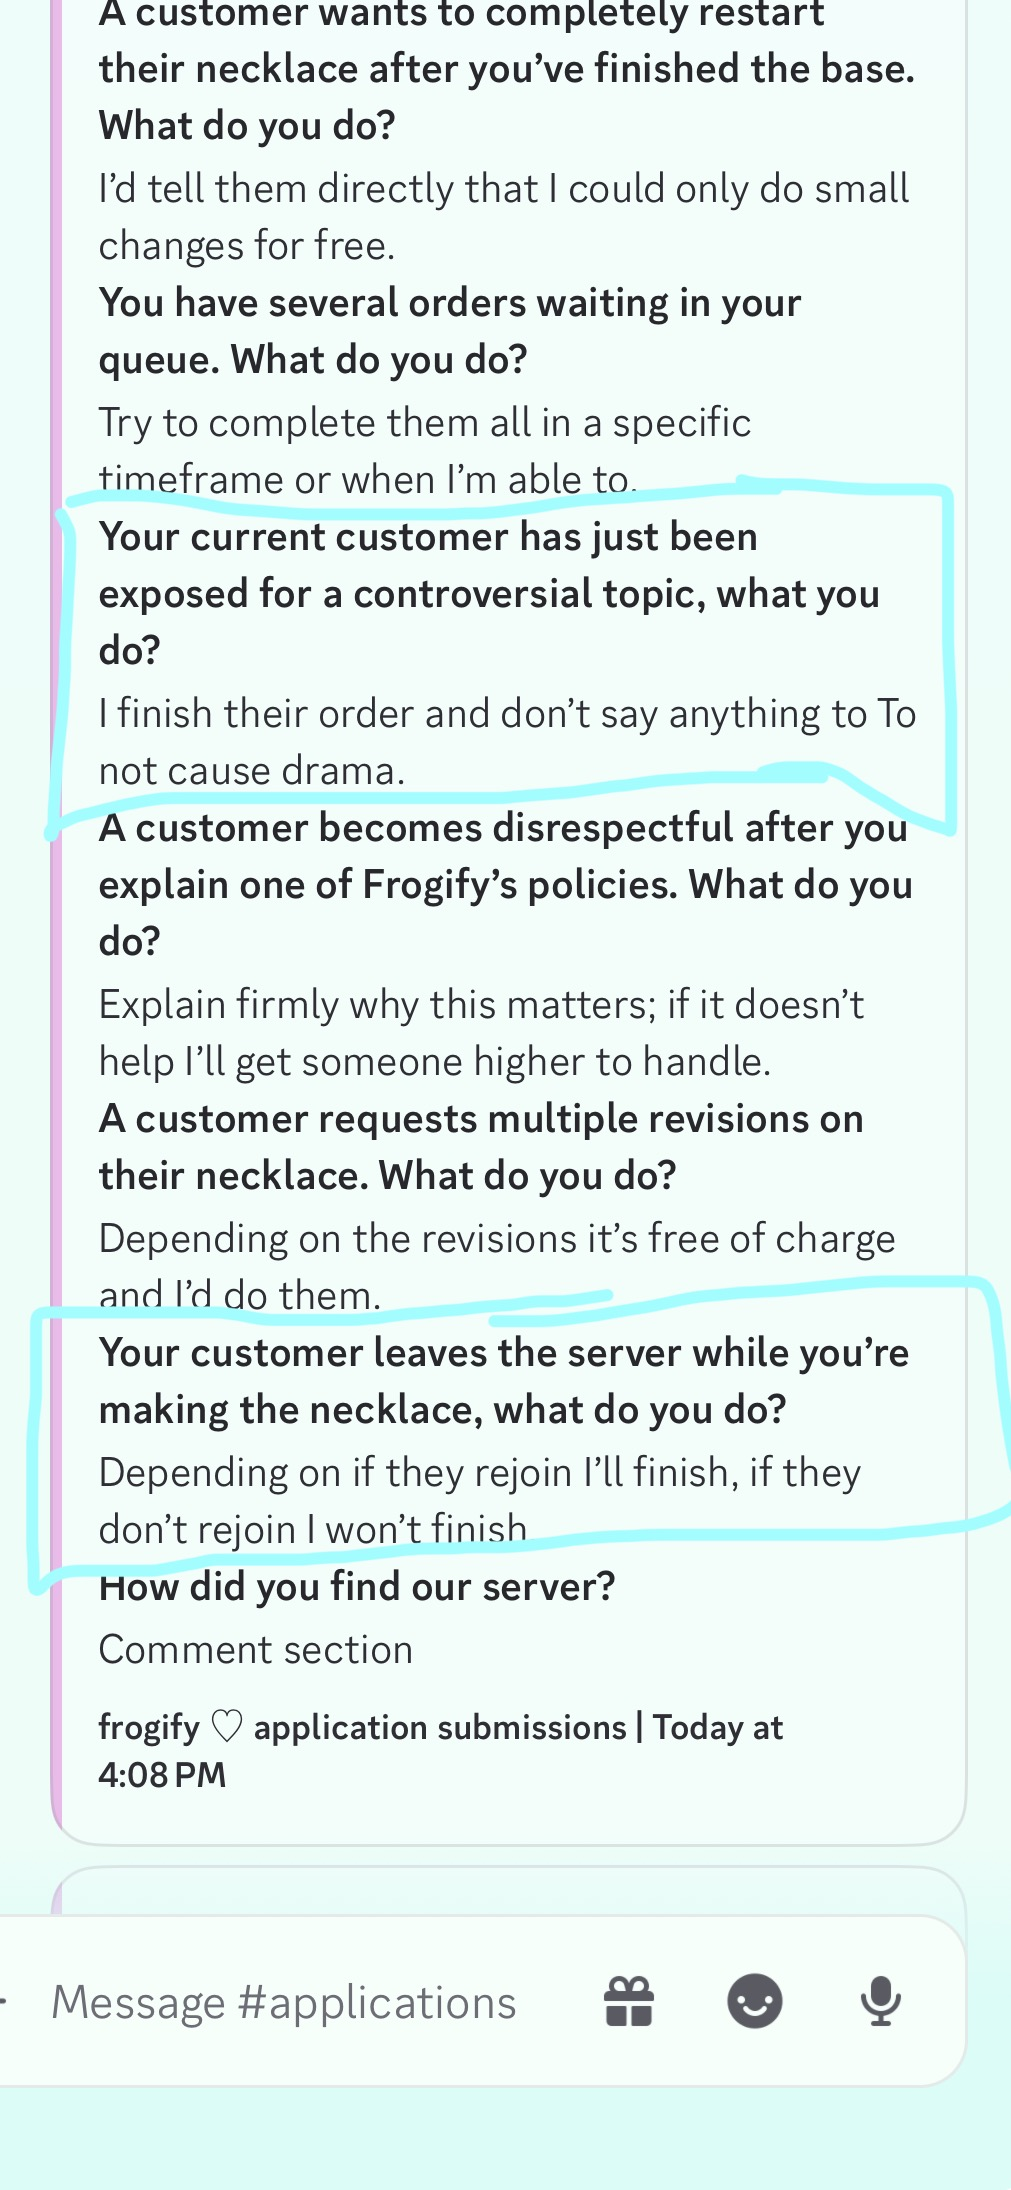 A customer wants to completely restart
their necklace after you've finished the base.
What do you do?
I'd tell them directly that I could only do small
changes for free.
You have several orders waiting in your
queue. What do you do?
Try to complete them all in a specific
timeframe or when I'm able to.
Your current customer has just been
exposed for a controversial topic, what you
do?
I finish their order and don't say anything to To
not cause drama.
A customer becomes disrespectful after you
explain one of Frogify's policies. What do you
do?
Explain firmly why this matters; if it doesn't
help I'll get someone higher to handle.
A customer requests multiple revisions on
their necklace. What do you do?
Depending on the revisions it's free of charge
and I'd do them.
Your customer leaves the server while you're
making the necklace, what do you do?
Depending on if they rejoin I'll finish, if they
don't rejoin I won't finish
How did you find our server?
Comment section
frogify ♡ application submissions | Today at
4:08 PM
Message #applications